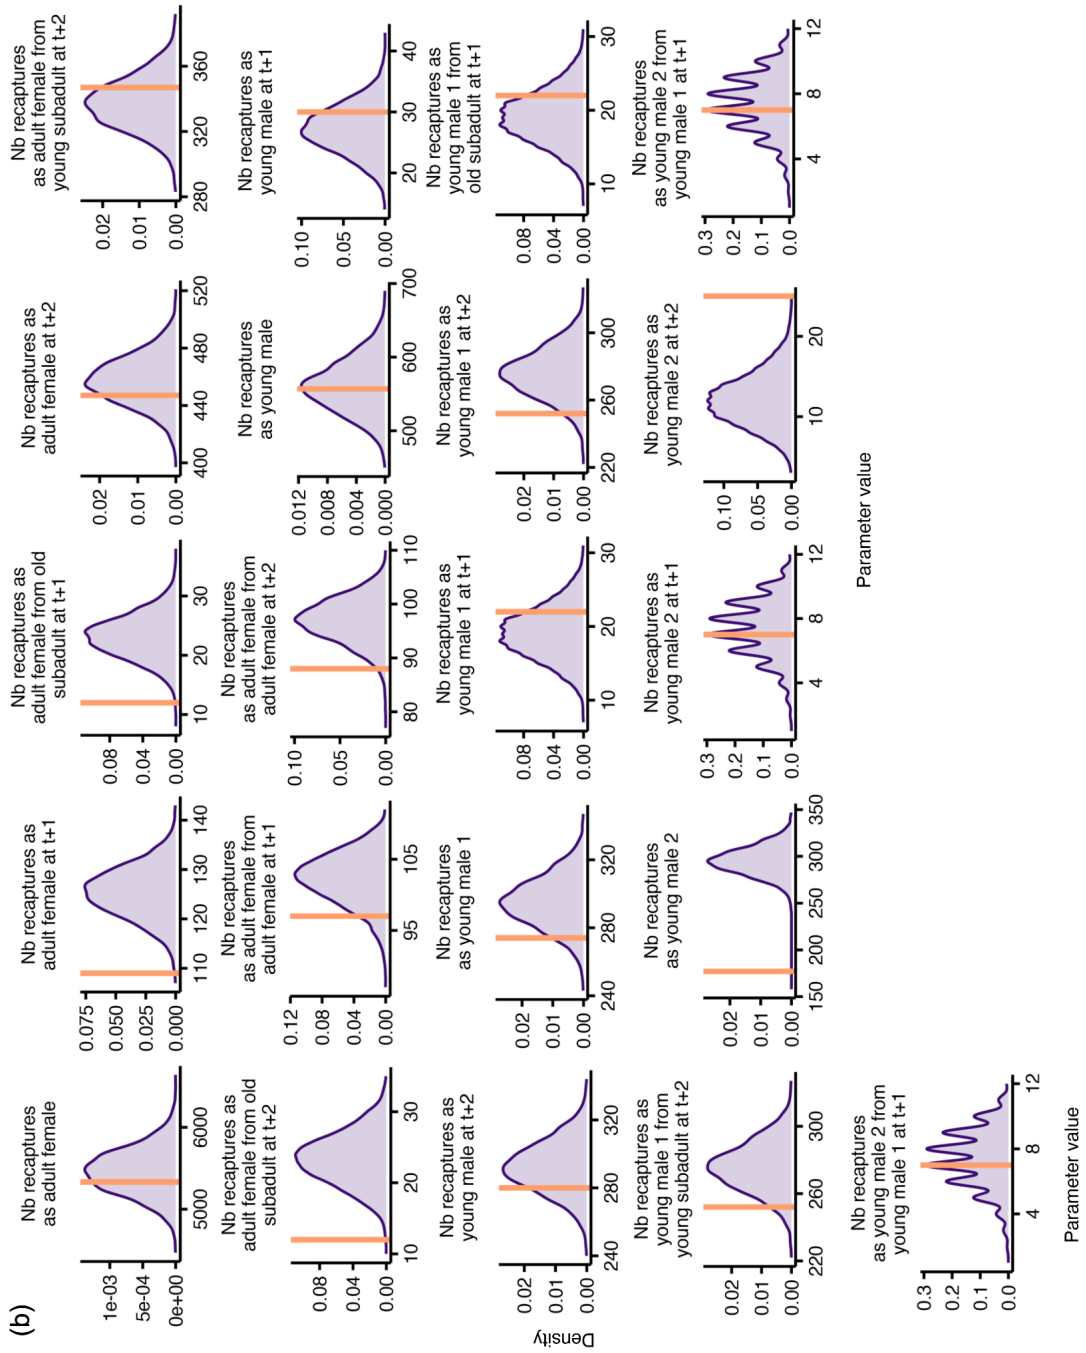 (b)
Nb recaptures
as adult female
1e-03
5e-04
0e+00
5000
6000
Nb recaptures as
adult female at t+1
0.075
0.050
0.025
0.000
110
120
130
140
Nb recaptures as
adult female from old
subadult at t+1
0.08
0.04
0.00
10
20
30
Nb recaptures as
adult female at t+2
0.02
0.01
0.00
400
440
480
520
Nb recaptures
as adult female from
young subadult at t+2
0.02
0.01
0.00
280
320
360
Nb recaptures as
adult female from old
subadult at t+2
0.08
0.04
0.00
10
20
30
Nb recaptures
as adult female from
adult female at t+1
0.12
0.08
0.04
0.00
95
105
Nb recaptures
as adult female from
adult female at t+2
0.10
0.05
0.00
80
90
100
110
Nb recaptures
as young male
0.012
0.008
0.004
0.000
500
600
700
Nb recaptures as
young male at t+1
0.10
0.05
0.00
20
30
40
Density
Nb recaptures as
young male at t+2
0.02
0.01
0.00
240
280
320
Nb recaptures
as young male 1
0.02
0.01
0.00
240
280
320
Nb recaptures as
young male 1 at t+1
0.08
0.04
0.00
10
20
30
Nb recaptures as
young male 1 at t+2
0.02
0.01
0.00
220
260
300
Nb recaptures as
young male 1 from
old subadult at t+1
0.08
0.04
0.00
10
20
30
Nb recaptures as
young male 1 from
young subadult at t+2
0.02
0.01
0.00
220
260
300
Nb recaptures
as young male 2
0.02
0.01
0.00
150
200
250
300
350
Nb recaptures as
young male 2 at t+1
0.3
0.2
0.1
0.0
4
8
12
Nb recaptures as
young male 2 at t+2
0.10
0.05
0.00
10
20
Nb recaptures
as young male 2 from
young male 1 at t+1
0.3
0.2
0.1
0.0
4
8
12
Parameter value
Nb recaptures
as young male 2 from
young male 1 at t+1
0.3
0.2
0.1
0.0
4
8
12
Parameter value